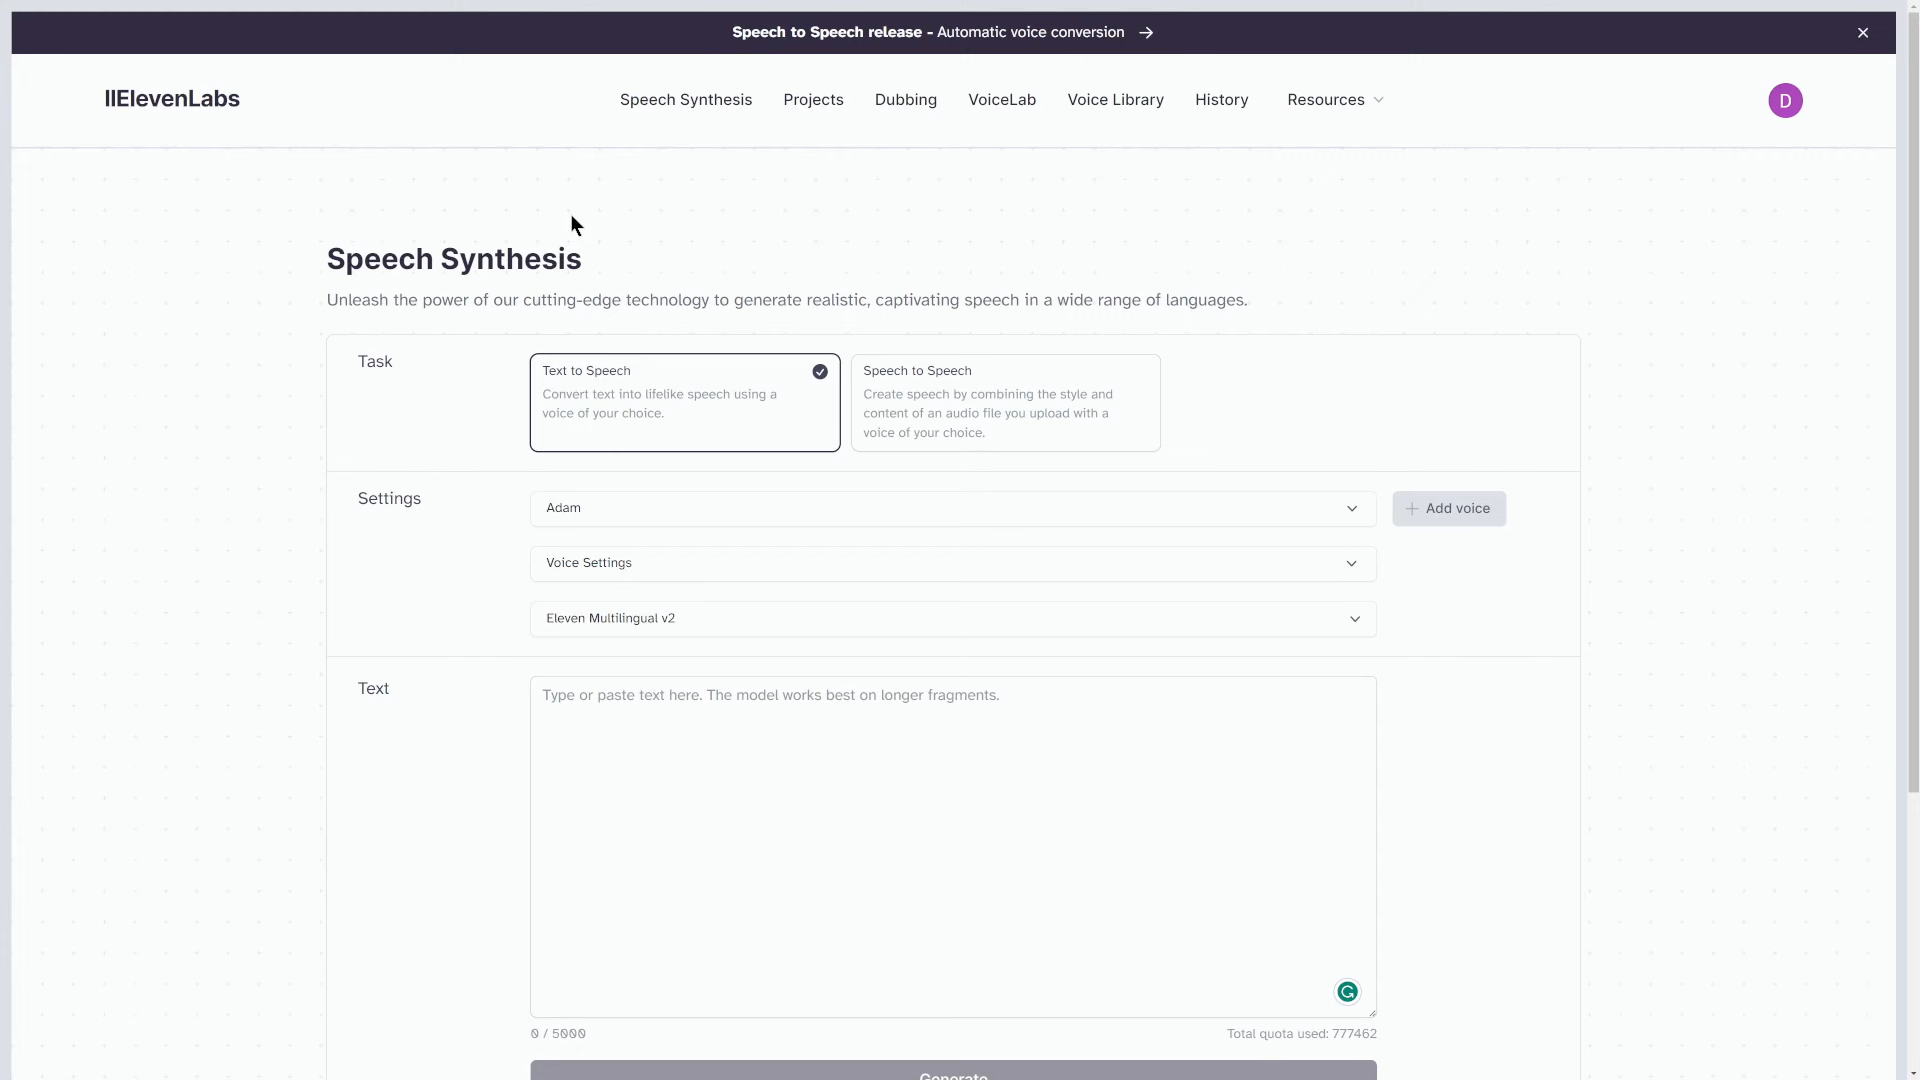 Speech to Speech release - Automatic voice conversion →
IIElevenLabs
Speech Synthesis
Projects
Dubbing
VoiceLab
Voice Library
History
Resources
D
Speech Synthesis
Unleash the power of our cutting-edge technology to generate realistic, captivating speech in a wide range of languages.
Task
Text to Speech
Convert text into lifelike speech using a
voice of your choice.
Speech to Speech
Create speech by combining the style and
content of an audio file you upload with a
voice of your choice.
Settings
Adam
+ Add voice
Voice Settings
Eleven Multilingual v2
Text
Type or paste text here. The model works best on longer fragments.
G
0 / 5000
Total quota used: 777462
Generate